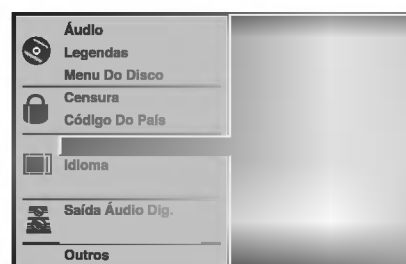 Áudio
Legendas
Menu Do Disco
Censura
Código Do País
Idioma
Saída Áudio Dig.
Outros